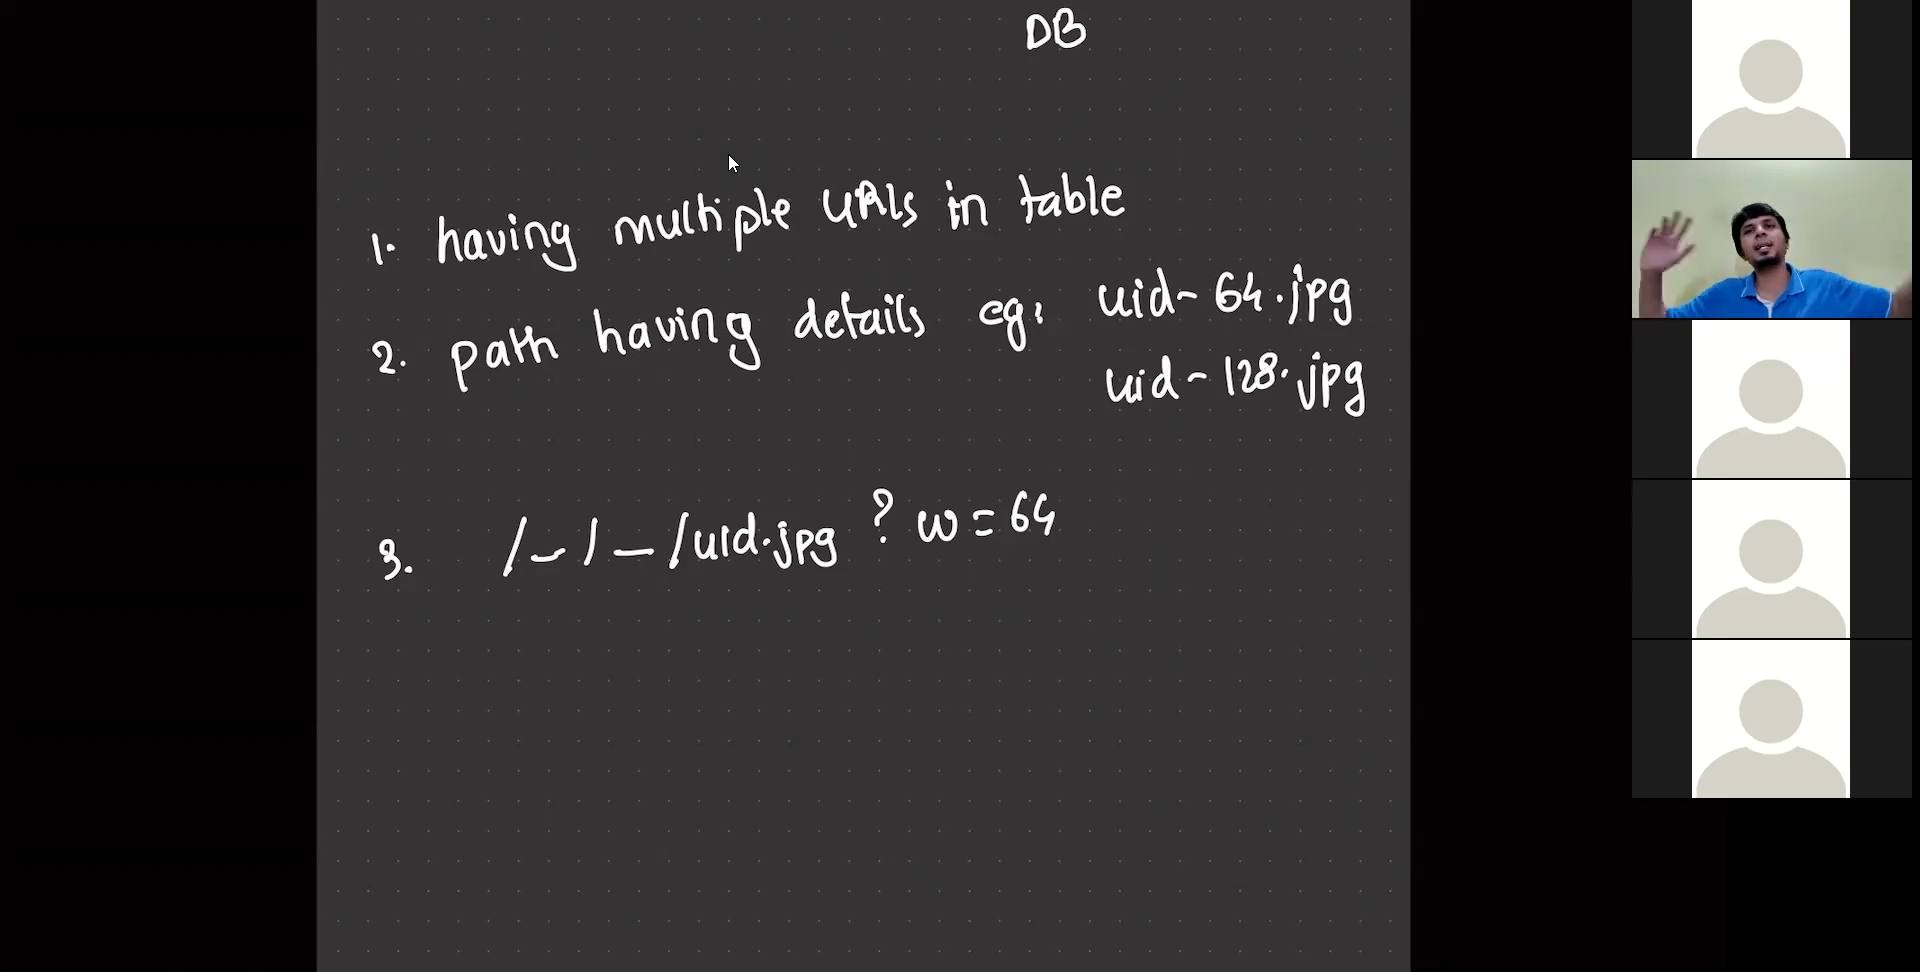 DB
1. having multiple URLs in table
2. path having details eg: uid-64.jpg
uid-128.jpg
3. /-/-/uid.jpg ? w=64